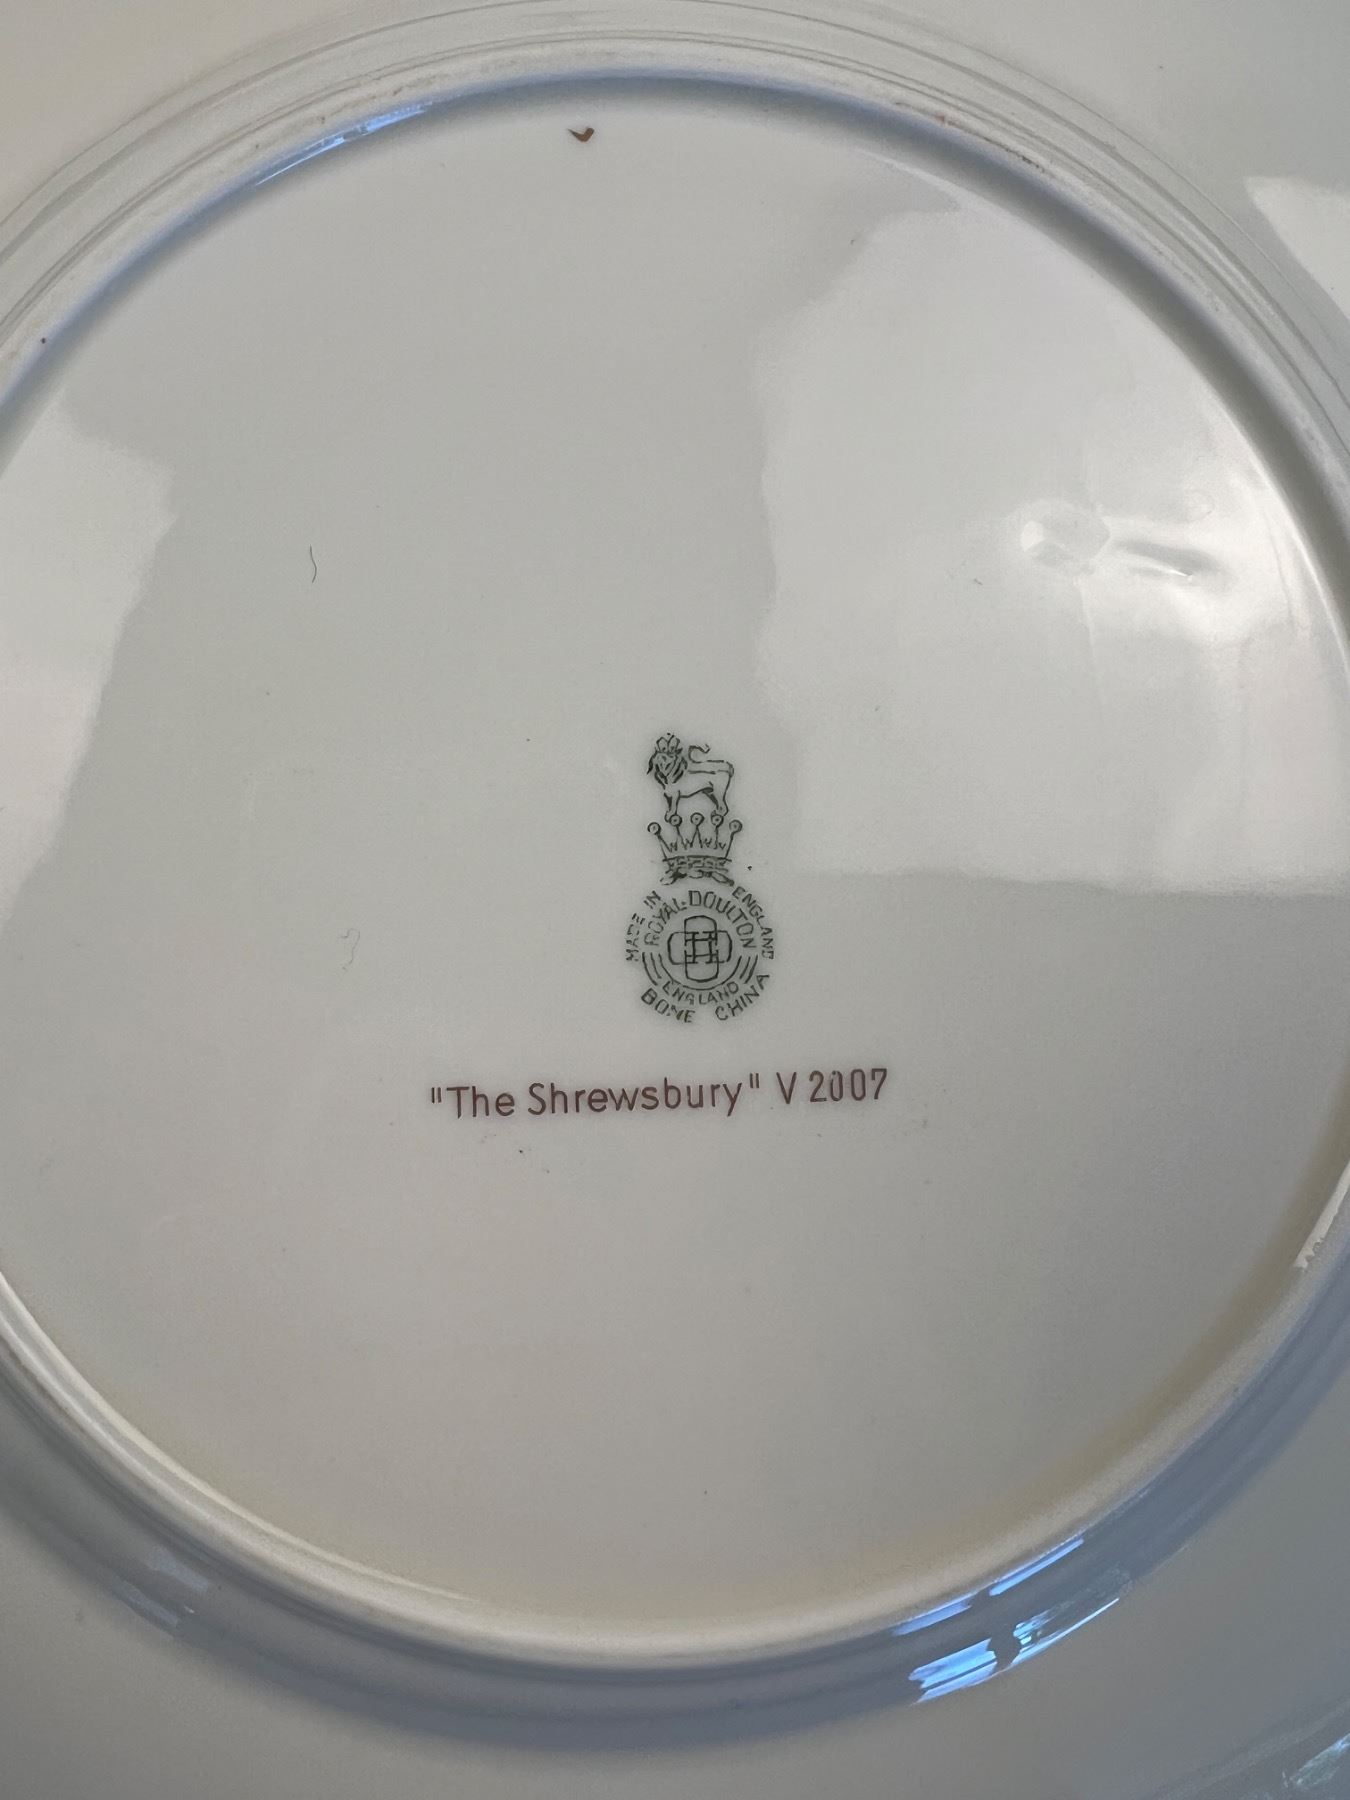 MADE IN ENGLAND
ROYAL DOULTON
ENGLAND
BONE CHINA
"The Shrewsbury" V 2007